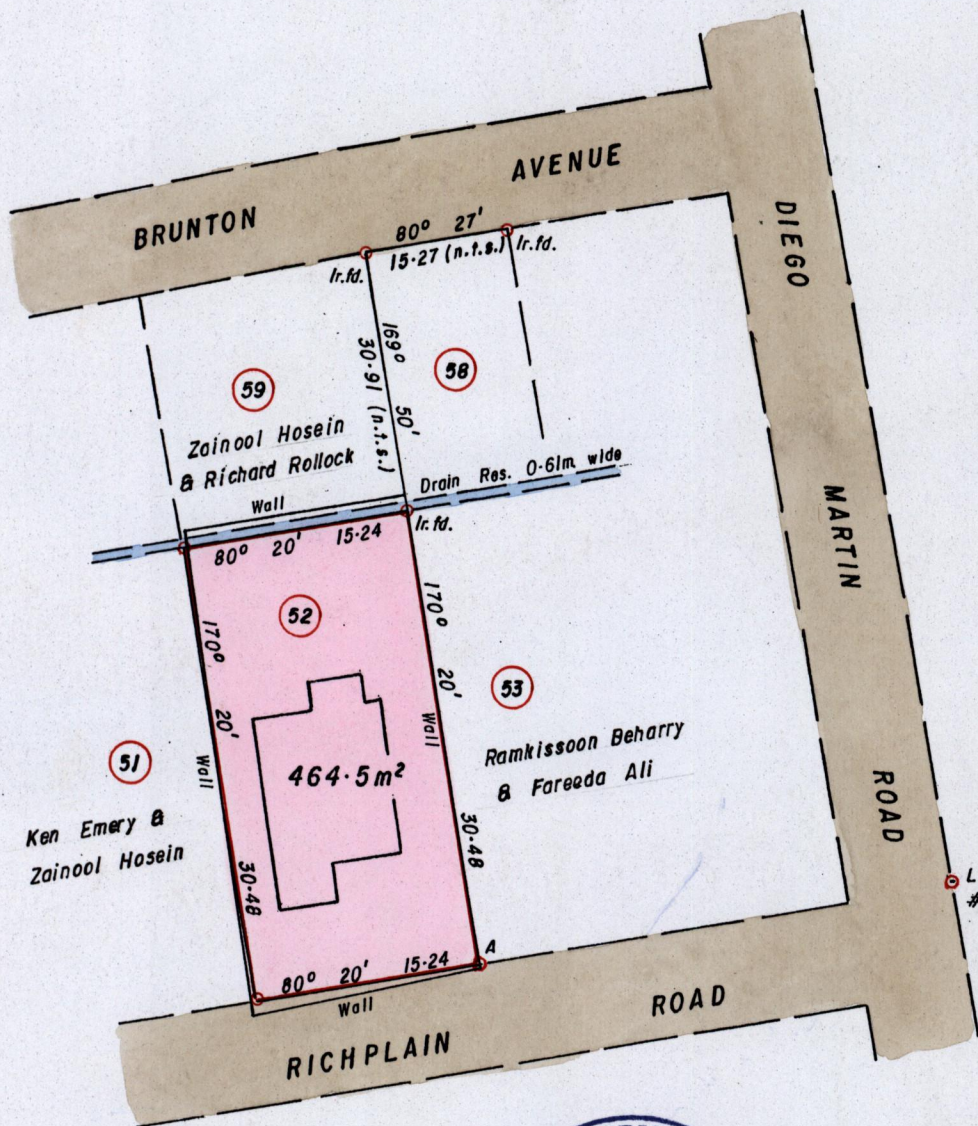 BRUNTON AVENUE
80° 27'
15·27 (n.t.s.)
Ir.fd.
Ir.fd.
DIEGO MARTIN ROAD
169° 50'
30·91 (n.t.s.)
59
58
Zainool Hosein
& Richard Rollock
Wall
Drain Res. 0·61m. wide
Ir.fd.
80° 20' 15·24
52
170° 20'
30·48
Wall
170° 20'
Wall
30·48
53
Ramkissoon Beharry
& Fareeda Ali
464·5m²
51
Ken Emery &
Zainool Hosein
L
#
A
80° 20' 15·24
Wall
RICHPLAIN ROAD